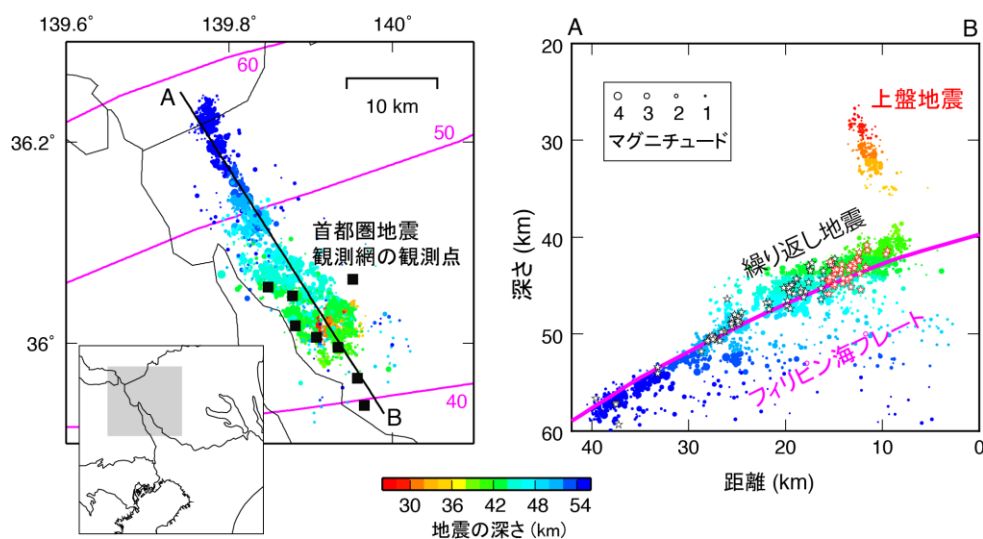 139.6˚
139.8˚
140˚
A
B
60
A
10 km
50
36.2˚
首都圏地震
観測網の観測点
36˚
B
40
30
36
42
48
54
地震の深さ(km)
20
30
40
50
60
深さ (km)
4
3
2
1
マグニチュード
上盤地震
繰り返し地震
フィリピン海プレート
40
30
20
10
0
距離 (km)